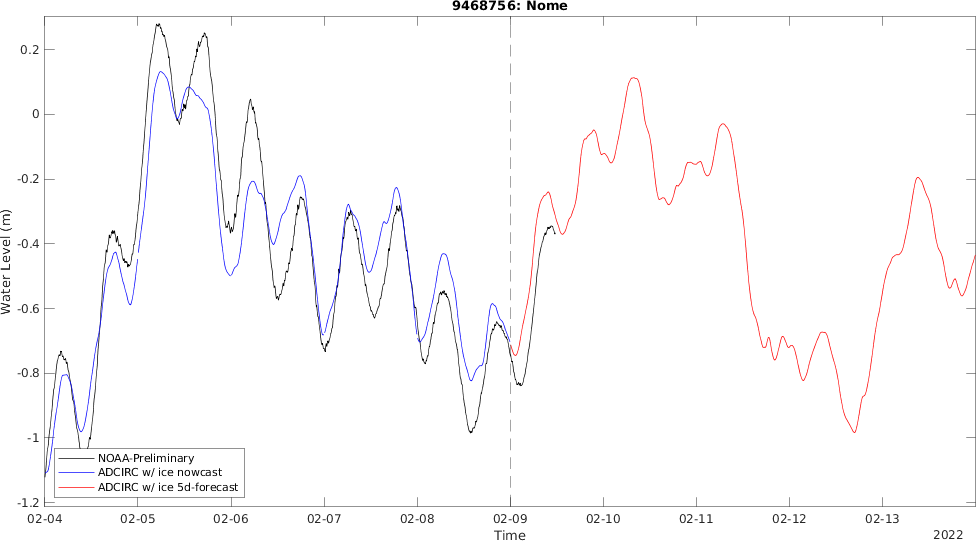 9468756: Nome
0.2
0
-0.2
-0.4
-0.6
-0.8
-1
-1.2
Water Level (m)
NOAA-Preliminary
ADCIRC w/ ice nowcast
ADCIRC w/ ice 5d-forecast
02-04 02-05 02-06 02-07 02-08 02-09 02-10 02-11 02-12 02-13
Time
2022